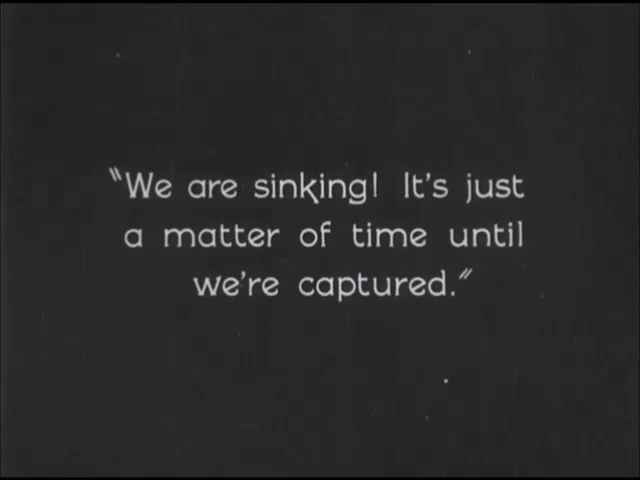 "We are sinking! It's just
a matter of time until
we're captured."